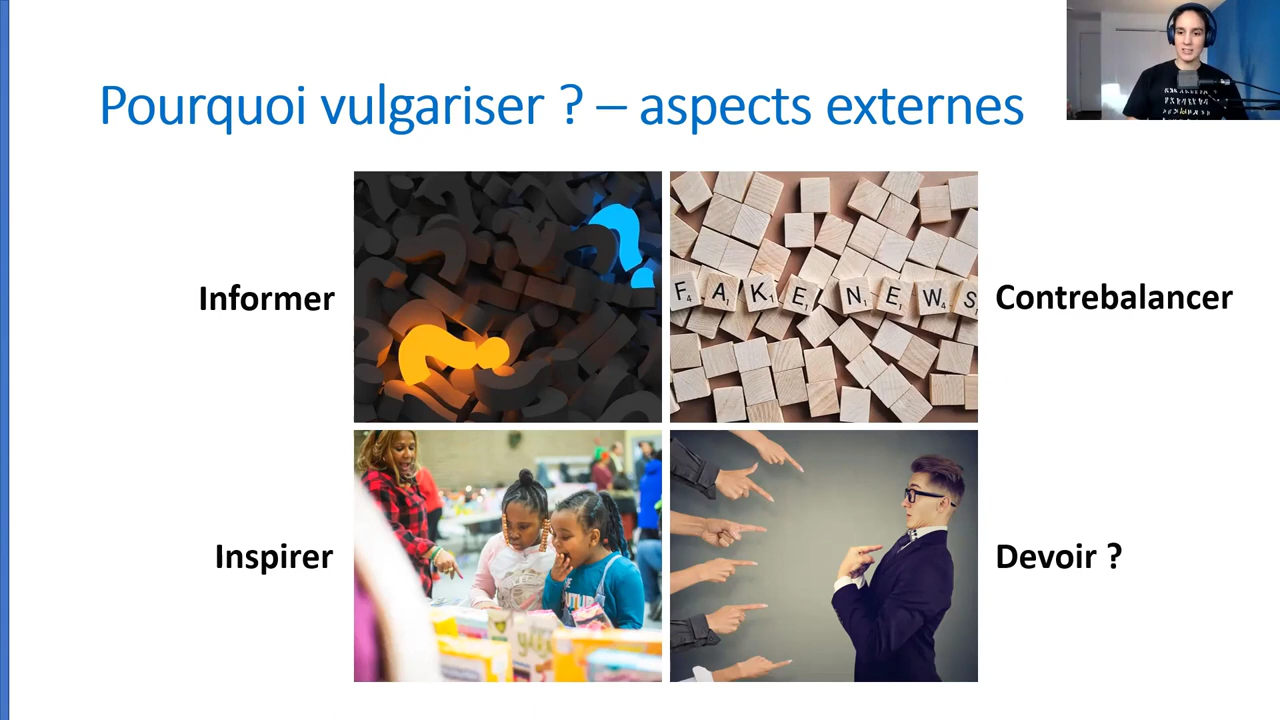 Pourquoi vulgariser ? – aspects externes
Informer
FAKE NEWS
Contrebalancer
Inspirer
Devoir ?